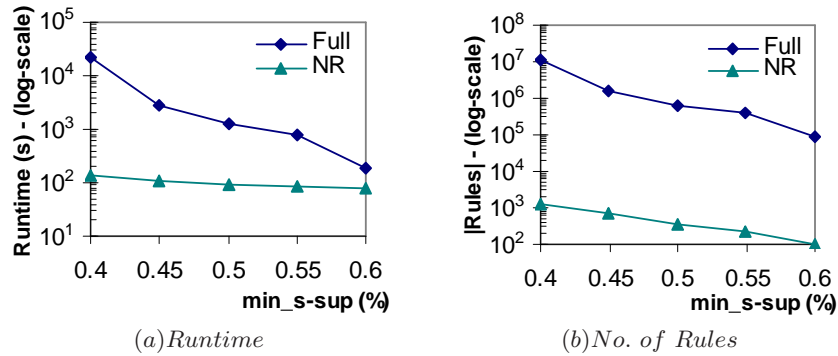 Runtime (s) - (log-scale)
10^5
10^4
10^3
10^2
10^1
Full
NR
0.4 0.45 0.5 0.55 0.6
min_s-sup (%)
(a)Runtime
|Rules| - (log-scale)
10^8
10^7
10^6
10^5
10^4
10^3
10^2
Full
NR
0.4 0.45 0.5 0.55 0.6
min_s-sup (%)
(b)No. of Rules